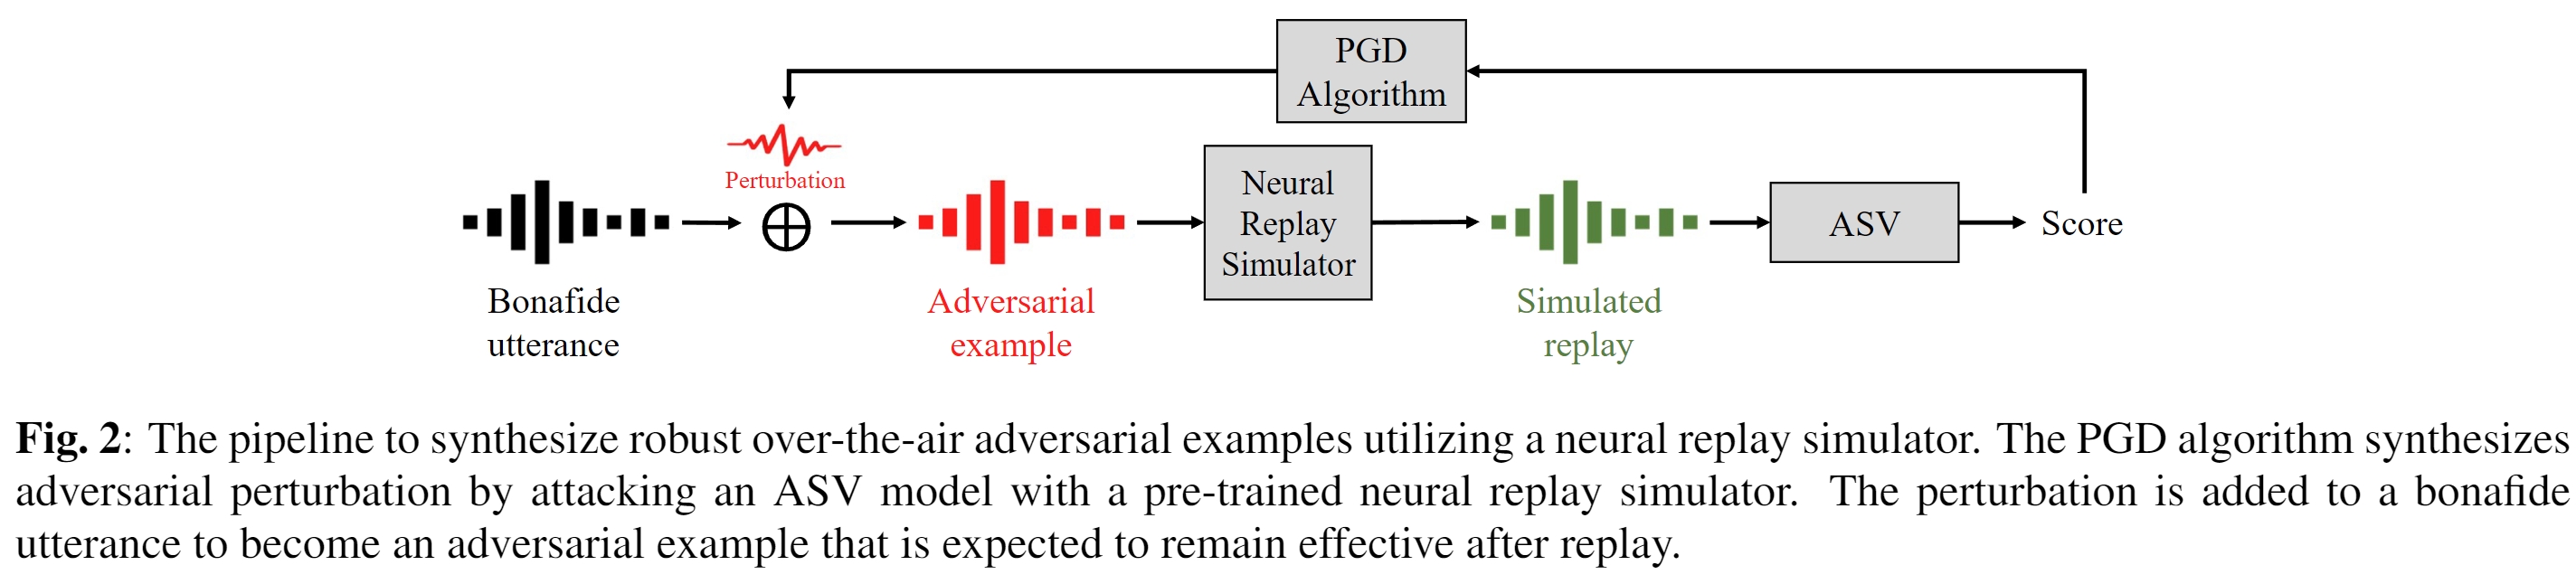 PGD
Algorithm
Perturbation
Neural
Replay
Simulator
ASV
Score
Bonafide
utterance
Adversarial
example
Simulated
replay
Fig. 2: The pipeline to synthesize robust over-the-air adversarial examples utilizing a neural replay simulator. The PGD algorithm synthesizes
adversarial perturbation by attacking an ASV model with a pre-trained neural replay simulator. The perturbation is added to a bonafide
utterance to become an adversarial example that is expected to remain effective after replay.